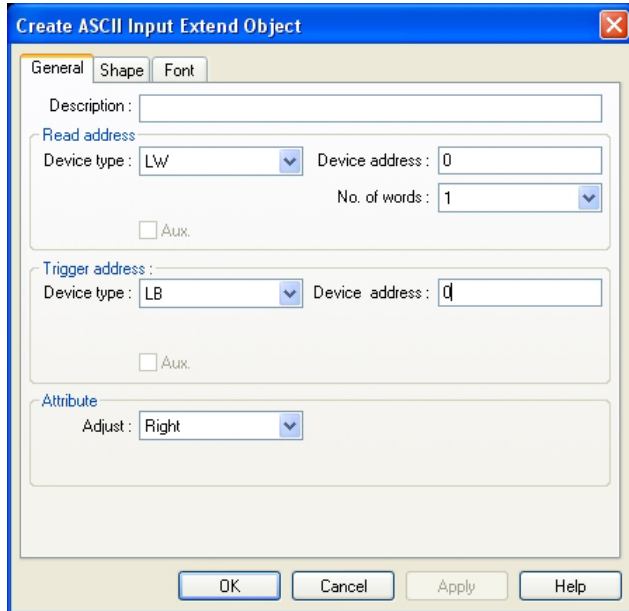 Create ASCII Input Extend Object
General Shape Font
Description :
Read address
Device type : LW Device address : 0
No. of words : 1
Aux.
Trigger address :
Device type : LB Device address : 0
Aux.
Attribute
Adjust : Right
OK Cancel Apply Help